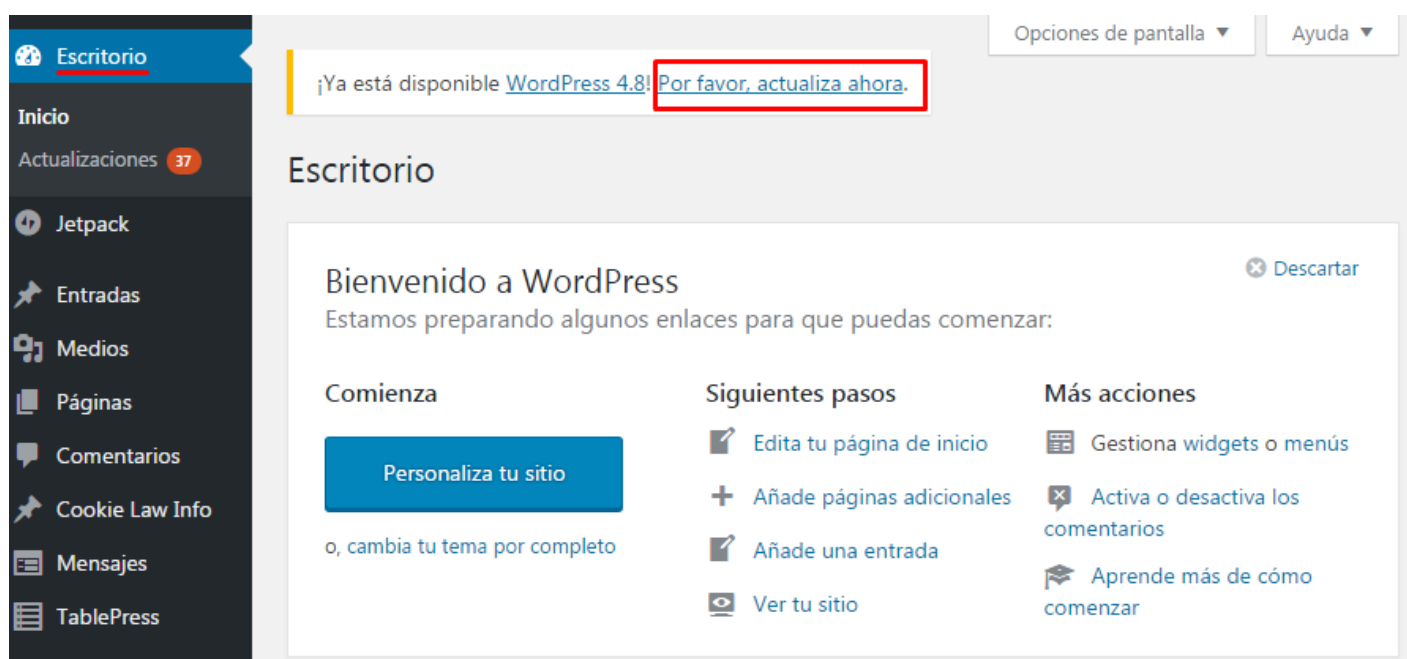 Escritorio
Inicio
Actualizaciones 37
Jetpack
Entradas
Medios
Páginas
Comentarios
Cookie Law Info
Mensajes
TablePress
Opciones de pantalla ▼
Ayuda ▼
¡Ya está disponible WordPress 4.8! Por favor, actualiza ahora.
Escritorio
Bienvenido a WordPress
Descartar
Estamos preparando algunos enlaces para que puedas comenzar:
Comienza
Personaliza tu sitio
o, cambia tu tema por completo
Siguientes pasos
Edita tu página de inicio
Añade páginas adicionales
Añade una entrada
Ver tu sitio
Más acciones
Gestiona widgets o menús
Activa o desactiva los
comentarios
Aprende más de cómo
comenzar